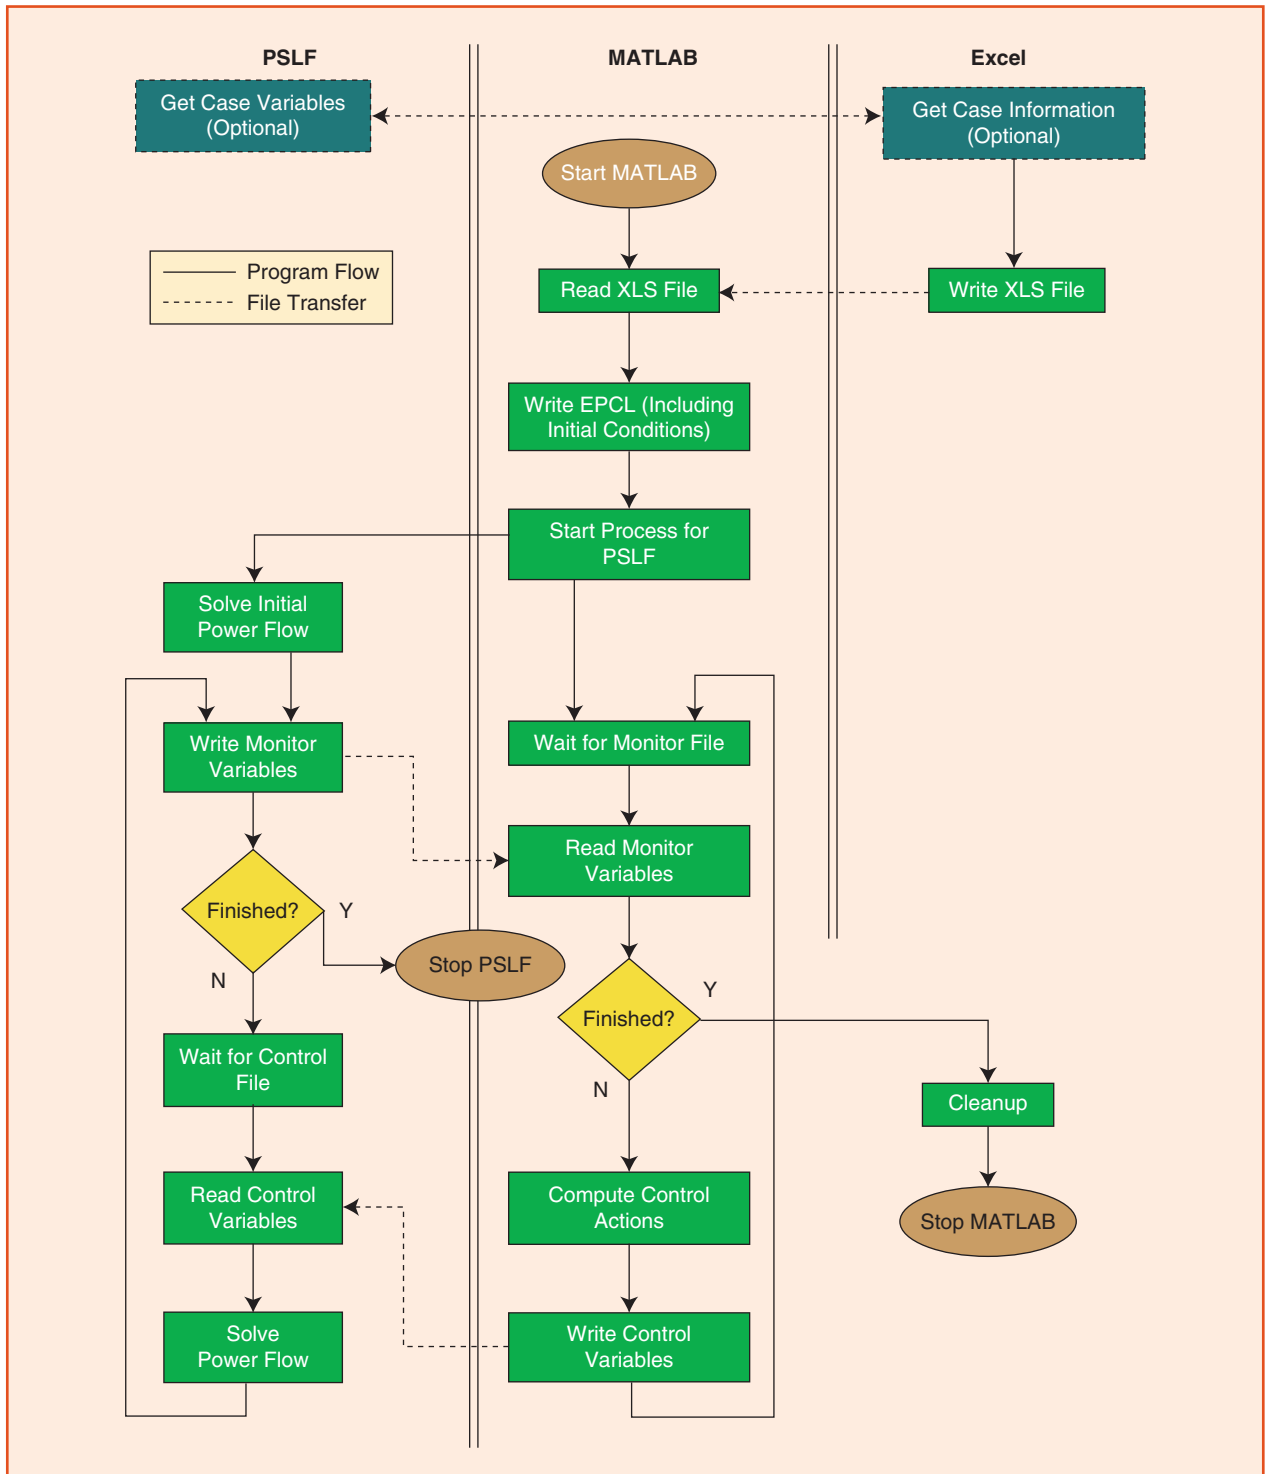 PSLF
MATLAB
Excel
Get Case Variables
(Optional)
Get Case Information
(Optional)
Start MATLAB
Program Flow
File Transfer
Read XLS File
Write XLS File
Write EPCL (Including
Initial Conditions)
Start Process for
PSLF
Solve Initial
Power Flow
Write Monitor
Variables
Wait for Monitor File
Read Monitor
Variables
Finished?
Y
N
Stop PSLF
Finished?
Y
N
Wait for Control
File
Cleanup
Read Control
Variables
Compute Control
Actions
Stop MATLAB
Solve
Power Flow
Write Control
Variables